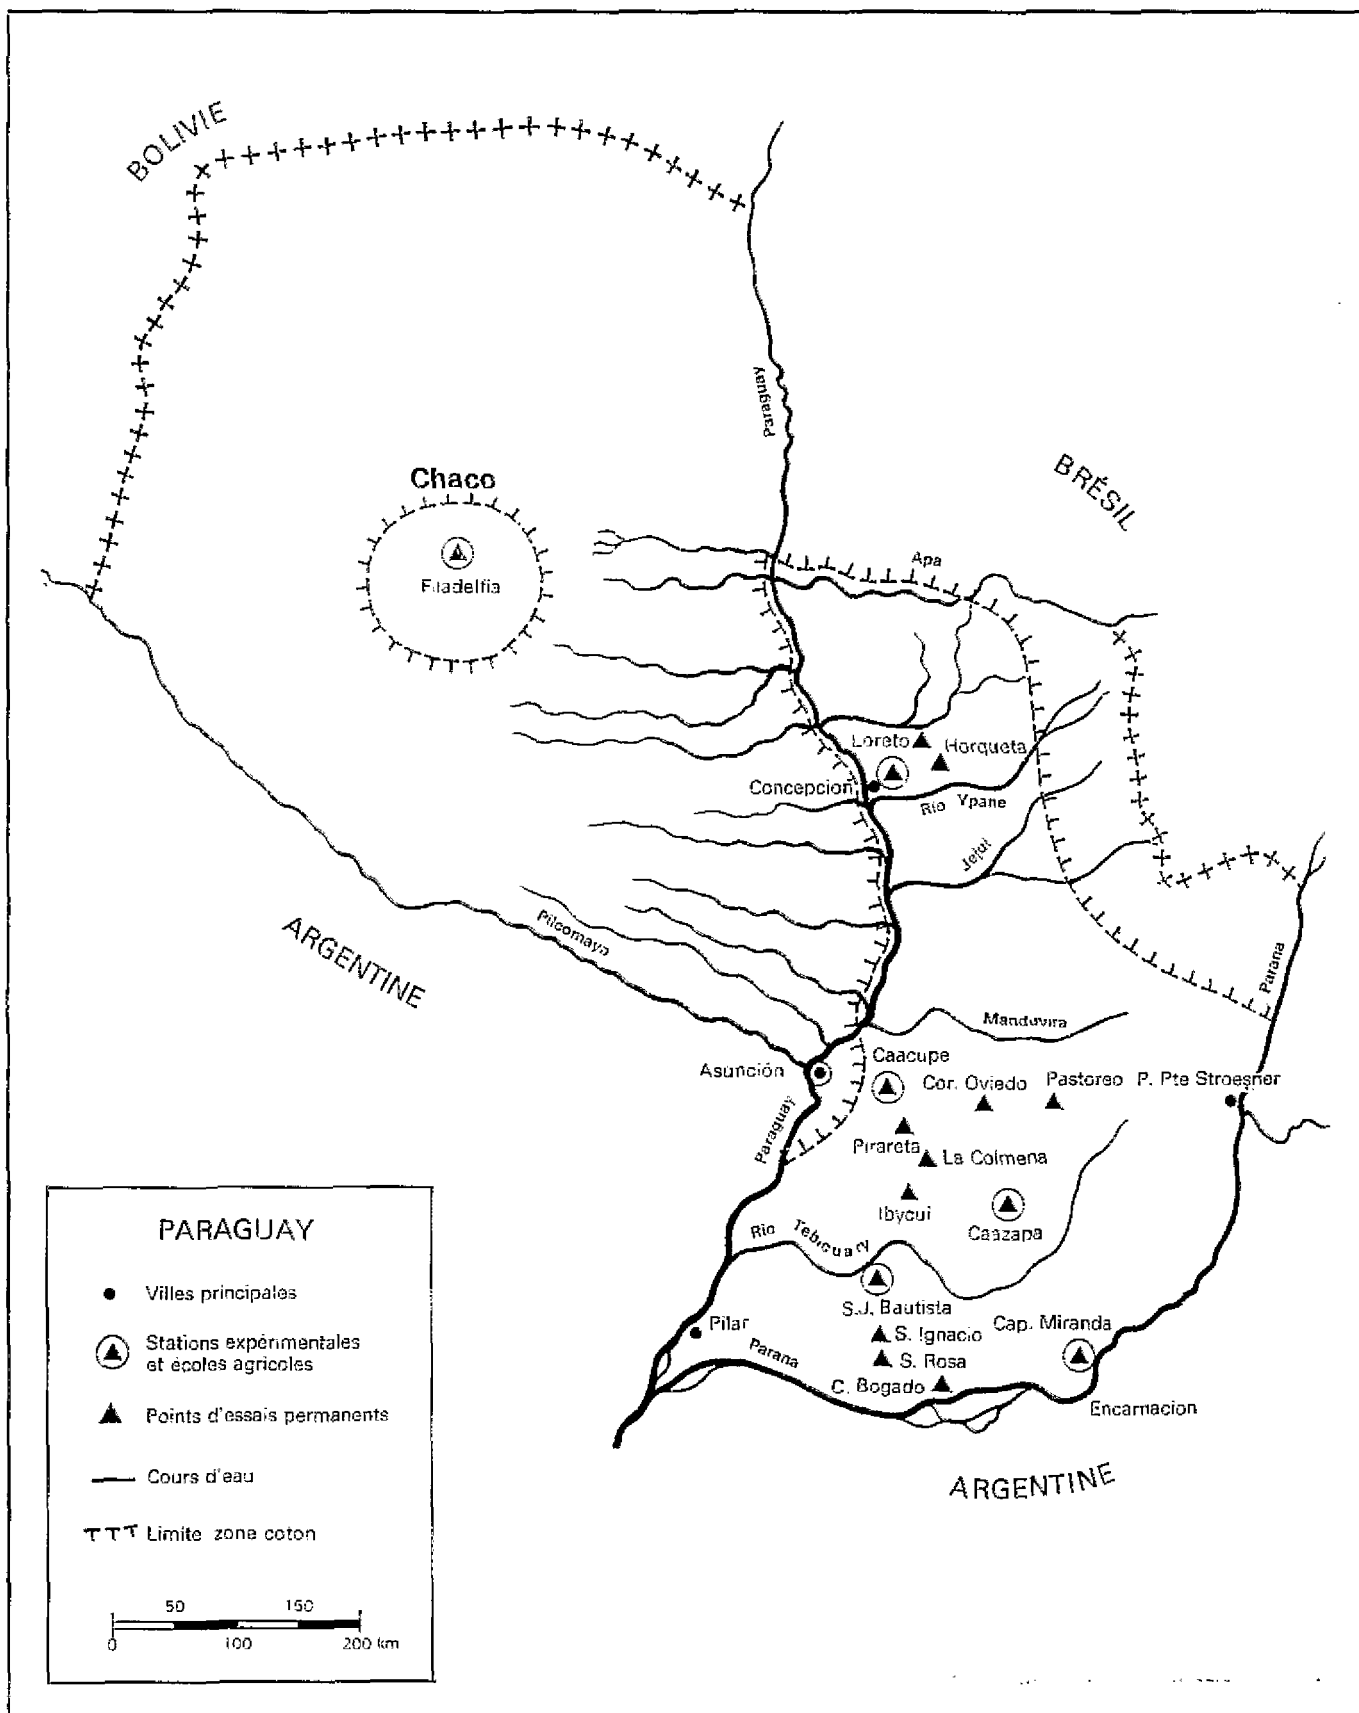 BOLIVIE
Paraguay
BRÉSIL
Chaco
Filadelfia
Apa
Loreto
Horqueta
Concepcion
Rio Ypane
Jejui
ARGENTINE
Pilcomaya
Parana
Manduvira
Asunción
Caacupe
Cor. Oviedo
Pastoreo
P. Pte Stroesner
Paraguay
Pirareta
La Colmena
Ibycui
Caazapa
Rio Tebicuary
S.J. Bautista
S. Ignacio
Cap. Miranda
Pilar
Parana
S. Rosa
C. Bogado
Encarnacion
ARGENTINE
PARAGUAY
Villes principales
Stations expérimentales
et écoles agricoles
Points d'essais permanents
Cours d'eau
Limite zone coton
50 150
0 100 200 km